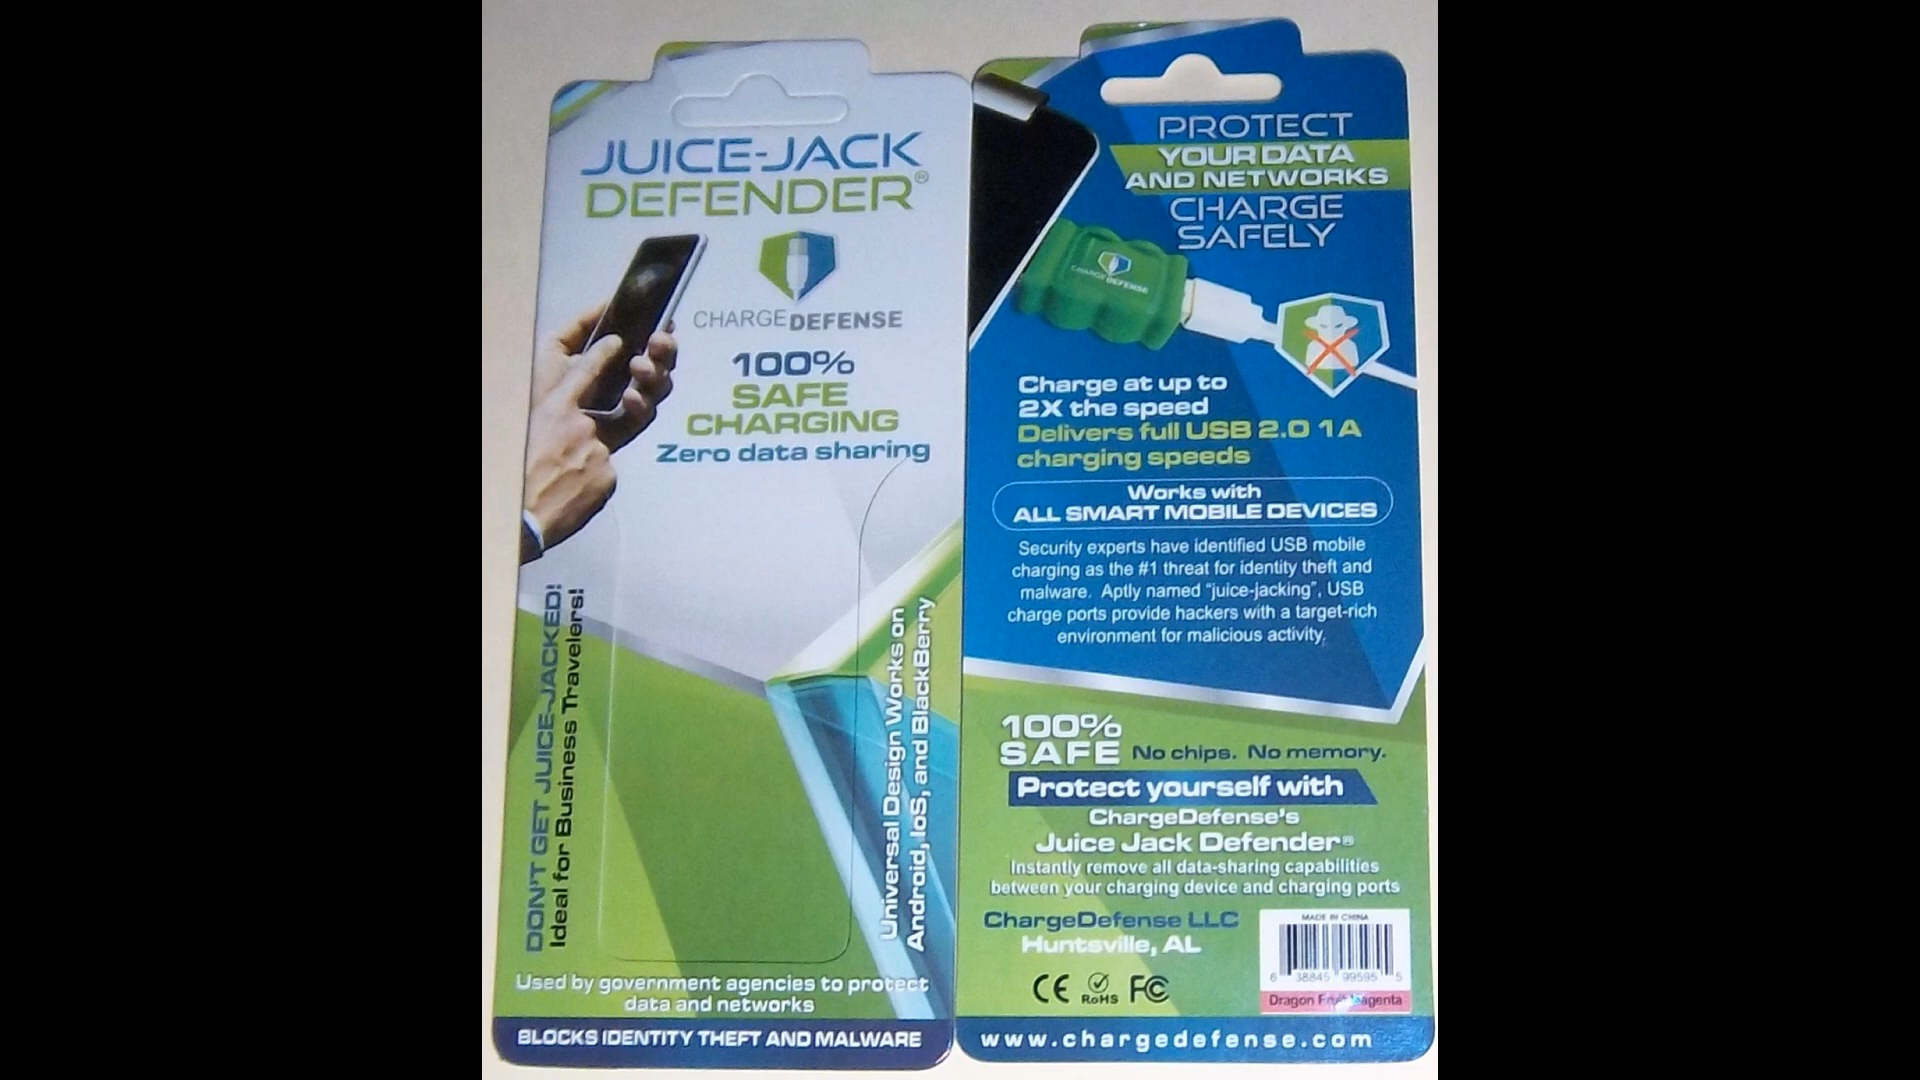 JUICE-JACK
DEFENDER®
CHARGEDEFENSE
100%
SAFE
CHARGING
Zero data sharing
DON'T GET JUICE-JACKED!
Ideal for Business Travelers!
Universal Design Works on
Android, IoS, and BlackBerry
Used by government agencies to protect
data and networks
BLOCKS IDENTITY THEFT AND MALWARE
PROTECT
YOUR DATA
AND NETWORKS
CHARGE
SAFELY
CHARGEDEFENSE
Charge at up to
2X the speed
Delivers full USB 2.0 1A
charging speeds
Works with
ALL SMART MOBILE DEVICES
Security experts have identified USB mobile
charging as the #1 threat for identity theft and
malware. Aptly named “juice-jacking”, USB
charge ports provide hackers with a target-rich
environment for malicious activity.
100%
SAFE No chips. No memory.
Protect yourself with
ChargeDefense's
Juice Jack Defender®
Instantly remove all data-sharing capabilities
between your charging device and charging ports
ChargeDefense LLC
Huntsville, AL
MADE IN CHINA
6 38845 99595 5
CE RoHS FC
Dragon Fruit Magenta
www.chargedefense.com